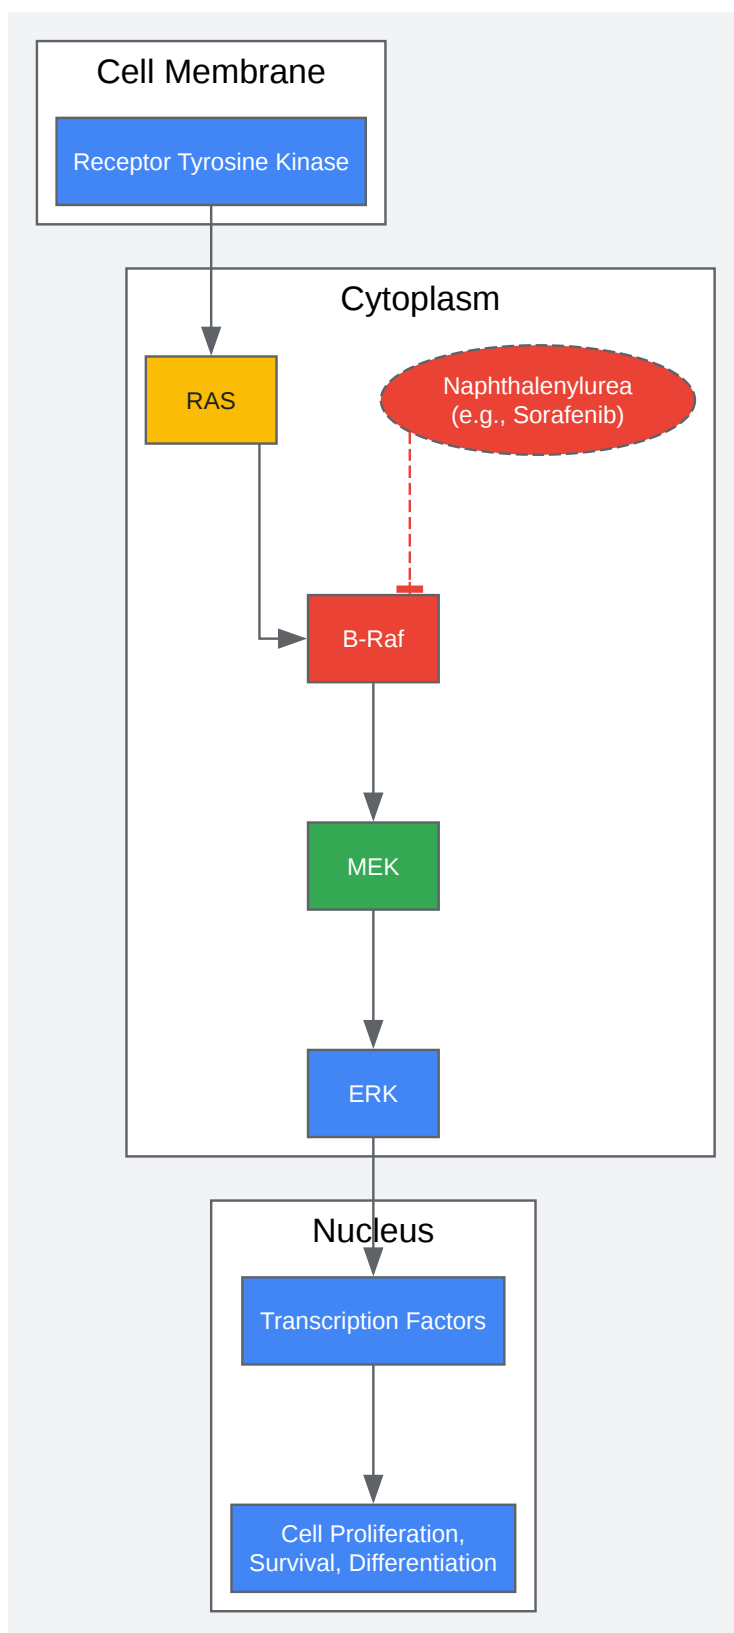 Cell Membrane
Receptor Tyrosine Kinase
Cytoplasm
RAS
Naphthalenylurea
(e.g., Sorafenib)
B-Raf
MEK
ERK
Nucleus
Transcription Factors
Cell Proliferation,
Survival, Differentiation